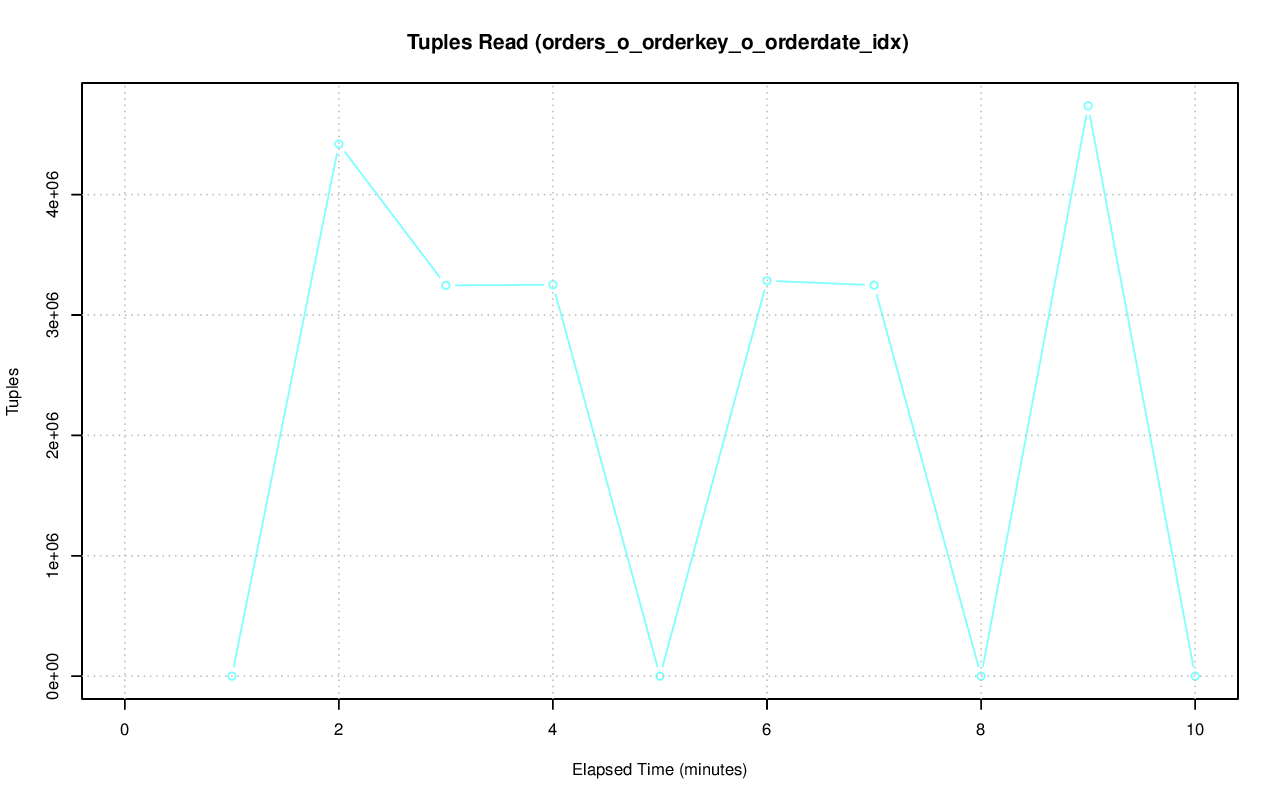 Tuples Read (orders_o_orderkey_o_orderdate_idx)
Tuples
4e+06
3e+06
2e+06
1e+06
0e+00
0 2 4 6 8 10
Elapsed Time (minutes)